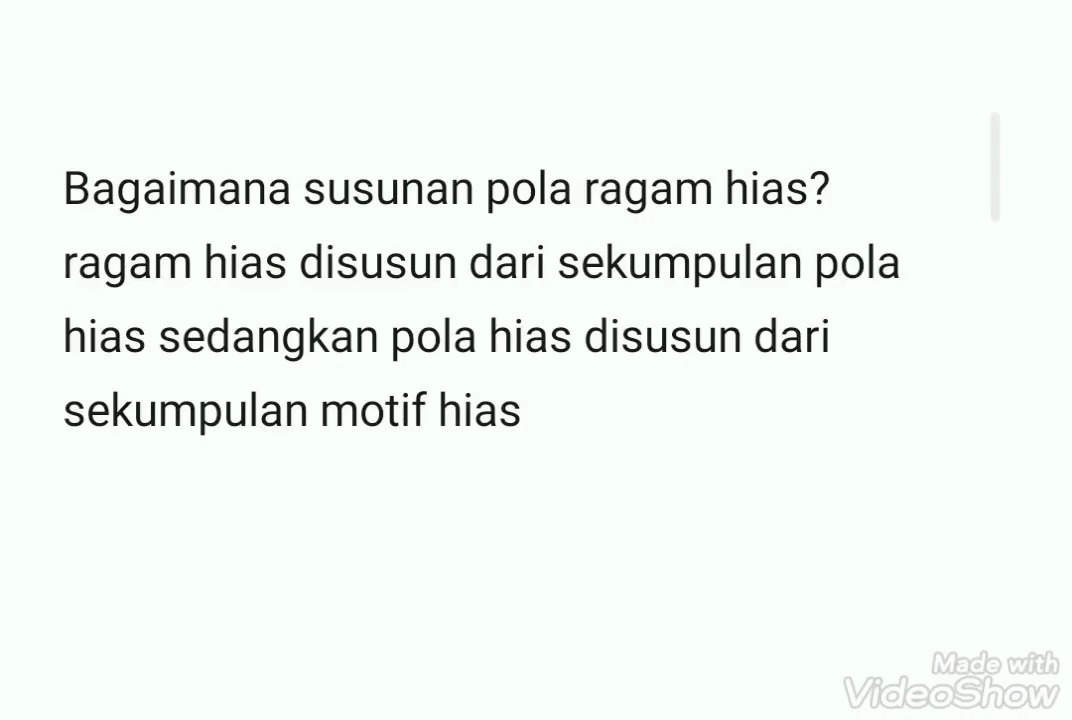 Bagaimana susunan pola ragam hias?
ragam hias disusun dari sekumpulan pola
hias sedangkan pola hias disusun dari
sekumpulan motif hias
Made with
VideoShow